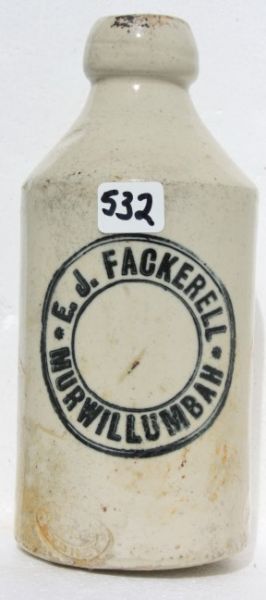 532
* E. J. FACKERELL *
MURWILLUMBAH